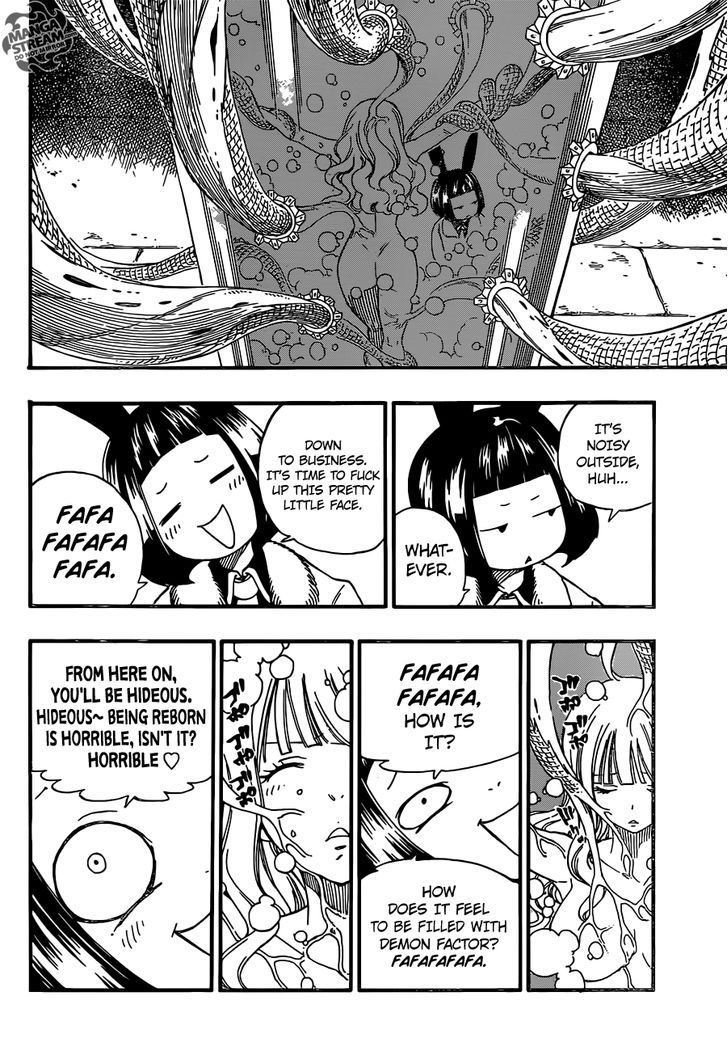 MANGA
STREAM
DO NOT MIRROR
IT'S
NOISY
OUTSIDE,
HUH...
WHAT-
EVER.
DOWN
TO BUSINESS.
IT'S TIME TO FUCK
UP THIS PRETTY
LITTLE FACE.
FAFA
FAFAFA
FAFA.
FAFAFA
FAFAFA,
HOW IS
IT?
HOW
DOES IT FEEL
TO BE FILLED WITH
DEMON FACTOR?
FAFAFAFAFA.
FROM HERE ON,
YOU'LL BE HIDEOUS.
HIDEOUS~ BEING REBORN
IS HORRIBLE, ISN'T IT?
HORRIBLE ♡